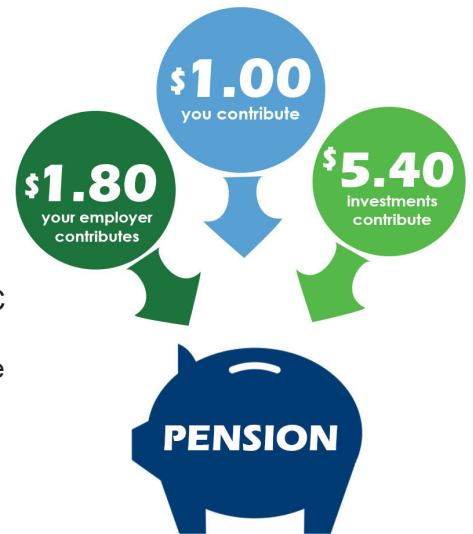 $1.00
you contribute
$1.80
your employer
contributes
$5.40
investments
contribute
C
e
PENSION